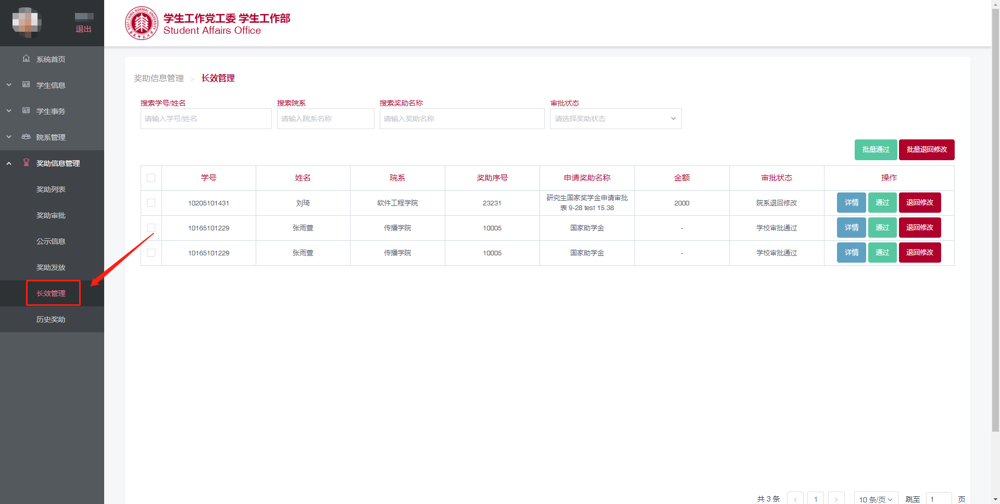 退出
系统首页
学生信息
学生事务
院系管理
奖助信息管理
奖助列表
奖助审批
公示信息
奖助发放
长效管理
历史奖助
EAST CHINA NORMAL UNIVERSITY
华东师范大学
学生工作党工委 学生工作部
Student Affairs Office
奖助信息管理 > 长效管理
搜索学号/姓名 搜索院系 搜索奖助名称 审批状态
请输入学号/姓名 请输入院系名称 请输入奖助名称 请选择奖助状态
批量通过 批量退回修改
学号 姓名 院系 奖助序号 申请奖助名称 金额 审批状态 操作
10205101431 刘琦 软件工程学院 23231 研究生国家奖学金申请审批
表 9-28 test 15.38 2000 院系退回修改 详情 通过 退回修改
10165101229 张雨萱 传播学院 10005 国家助学金 - 学校审批通过 详情 通过 退回修改
10165101229 张雨萱 传播学院 10005 国家助学金 - 学校审批通过 详情 通过 退回修改
共 3 条 < 1 > 10 条/页 跳至 1 页